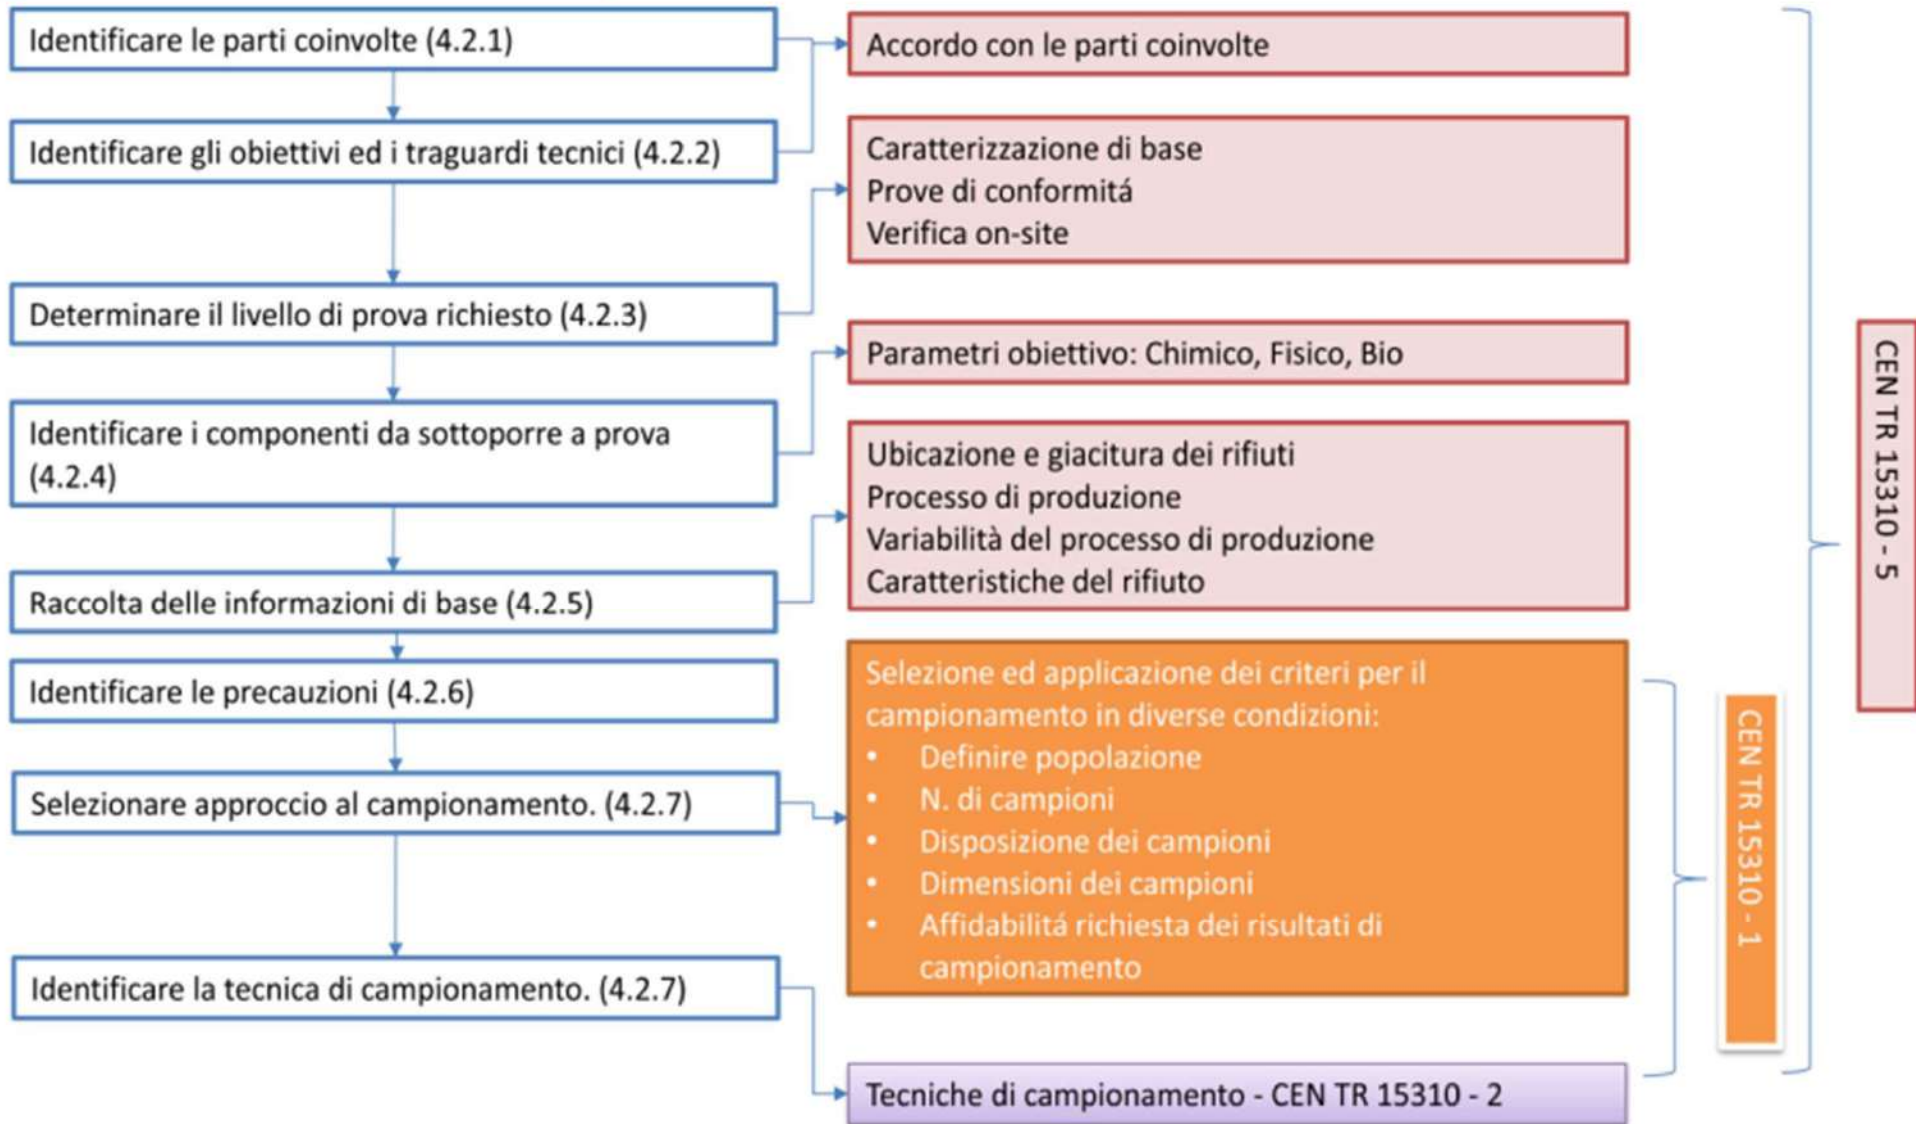 Identificare le parti coinvolte (4.2.1)
Accordo con le parti coinvolte
Identificare gli obiettivi ed i traguardi tecnici (4.2.2)
Caratterizzazione di base
Prove di conformitá
Verifica on-site
Determinare il livello di prova richiesto (4.2.3)
Parametri obiettivo: Chimico, Fisico, Bio
Identificare i componenti da sottoporre a prova
(4.2.4)
Ubicazione e giacitura dei rifiuti
Processo di produzione
Variabilità del processo di produzione
Caratteristiche del rifiuto
Raccolta delle informazioni di base (4.2.5)
Identificare le precauzioni (4.2.6)
Selezione ed applicazione dei criteri per il
campionamento in diverse condizioni:
• Definire popolazione
• N. di campioni
• Disposizione dei campioni
• Dimensioni dei campioni
• Affidabilitá richiesta dei risultati di
campionamento
Selezionare approccio al campionamento. (4.2.7)
Identificare la tecnica di campionamento. (4.2.7)
Tecniche di campionamento - CEN TR 15310 - 2
CEN TR 15310 - 1
CEN TR 15310 - 5